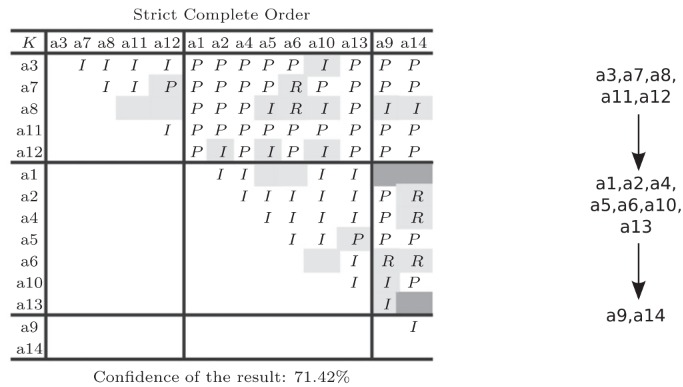 Strict Complete Order
K a3 a7 a8 a11 a12 a1 a2 a4 a5 a6 a10 a13 a9 a14
a3 I I I I P P P P P I P P P
a7 I I P P P P P R P P P P
a8 P P P I R I P I I
a11 I P P P P P P P P P
a12 P I P I P I P P P
a1 I I I I
a2 I I I I I P R
a4 I I I I P R
a5 I I P P P
a6 I R R
a10 I I P
a13 I
a9 I
a14
Confidence of the result: 71.42%
a3,a7,a8,
a11,a12
a1,a2,a4,
a5,a6,a10,
a13
a9,a14